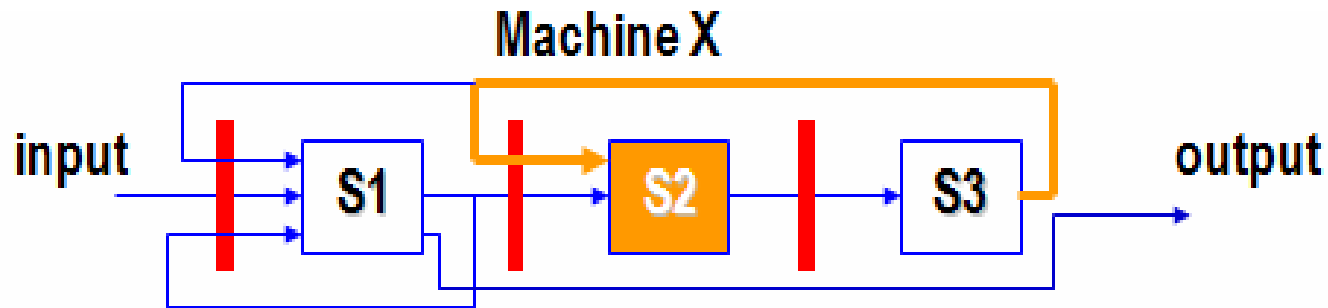 Machine X
input
S1
S2
S3
output